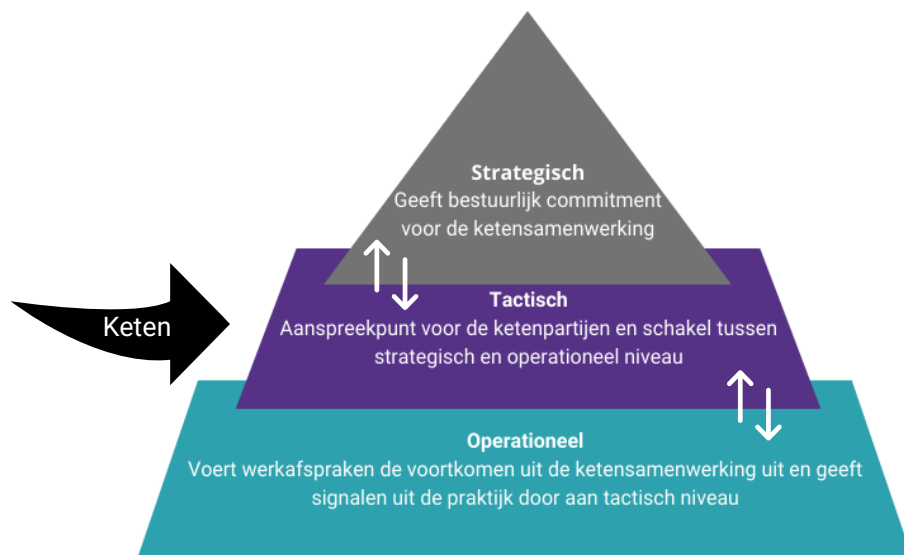 Strategisch
Geeft bestuurlijk commitment
voor de ketensamenwerking
Keten
Tactisch
Aanspreekpunt voor de ketenpartijen en schakel tussen
strategisch en operationeel niveau
Operationeel
Voert werkafspraken de voortkomen uit de ketensamenwerking uit en geeft
signalen uit de praktijk door aan tactisch niveau